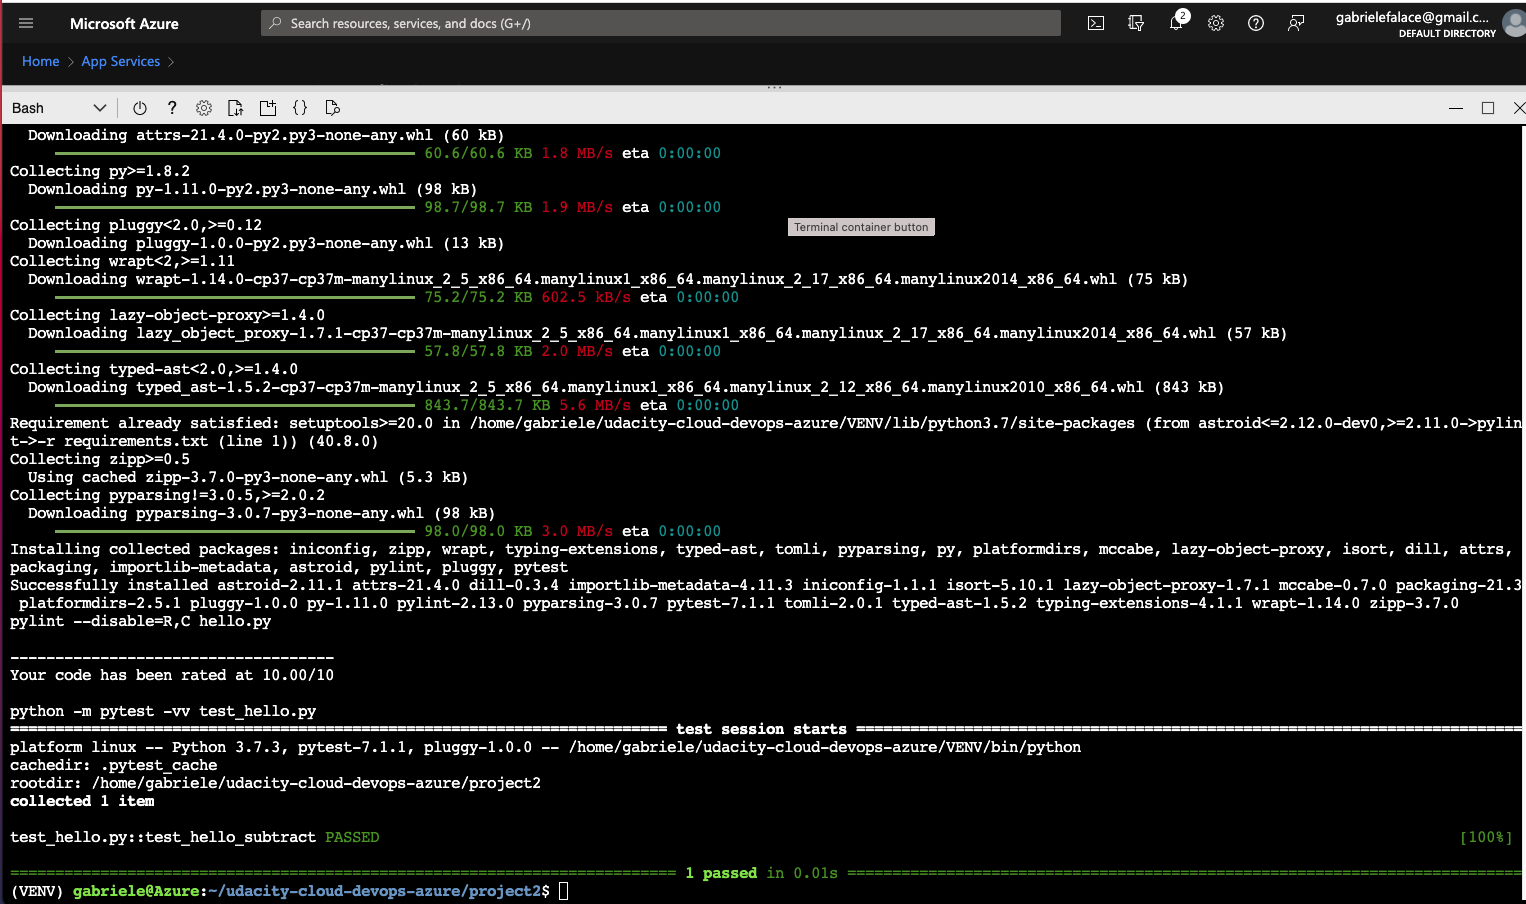 Microsoft Azure
Search resources, services, and docs (G+/)
2
gabrielefalace@gmail.c...
DEFAULT DIRECTORY
Home > App Services >
Bash
Downloading attrs-21.4.0-py2.py3-none-any.whl (60 kB)
60.6/60.6 KB 1.8 MB/s eta 0:00:00
Collecting py>=1.8.2
Downloading py-1.11.0-py2.py3-none-any.whl (98 kB)
98.7/98.7 KB 1.9 MB/s eta 0:00:00
Collecting pluggy<2.0,>=0.12
Terminal container button
Downloading pluggy-1.0.0-py2.py3-none-any.whl (13 kB)
Collecting wrapt<2,>=1.11
Downloading wrapt-1.14.0-cp37-cp37m-manylinux_2_5_x86_64.manylinux1_x86_64.manylinux_2_17_x86_64.manylinux2014_x86_64.whl (75 kB)
75.2/75.2 KB 602.5 kB/s eta 0:00:00
Collecting lazy-object-proxy>=1.4.0
Downloading lazy_object_proxy-1.7.1-cp37-cp37m-manylinux_2_5_x86_64.manylinux1_x86_64.manylinux_2_17_x86_64.manylinux2014_x86_64.whl (57 kB)
57.8/57.8 KB 2.0 MB/s eta 0:00:00
Collecting typed-ast<2.0,>=1.4.0
Downloading typed_ast-1.5.2-cp37-cp37m-manylinux_2_5_x86_64.manylinux1_x86_64.manylinux_2_12_x86_64.manylinux2010_x86_64.whl (843 kB)
843.7/843.7 KB 5.6 MB/s eta 0:00:00
Requirement already satisfied: setuptools>=20.0 in /home/gabriele/udacity-cloud-devops-azure/VENV/lib/python3.7/site-packages (from astroid<=2.12.0-dev0,>=2.11.0->pylin
t->-r requirements.txt (line 1)) (40.8.0)
Collecting zipp>=0.5
Using cached zipp-3.7.0-py3-none-any.whl (5.3 kB)
Collecting pyparsing!=3.0.5,>=2.0.2
Downloading pyparsing-3.0.7-py3-none-any.whl (98 kB)
98.0/98.0 KB 3.0 MB/s eta 0:00:00
Installing collected packages: iniconfig, zipp, wrapt, typing-extensions, typed-ast, tomli, pyparsing, py, platformdirs, mccabe, lazy-object-proxy, isort, dill, attrs,
packaging, importlib-metadata, astroid, pylint, pluggy, pytest
Successfully installed astroid-2.11.1 attrs-21.4.0 dill-0.3.4 importlib-metadata-4.11.3 iniconfig-1.1.1 isort-5.10.1 lazy-object-proxy-1.7.1 mccabe-0.7.0 packaging-21.3
platformdirs-2.5.1 pluggy-1.0.0 py-1.11.0 pylint-2.13.0 pyparsing-3.0.7 pytest-7.1.1 tomli-2.0.1 typed-ast-1.5.2 typing-extensions-4.1.1 wrapt-1.14.0 zipp-3.7.0
pylint --disable=R,C hello.py
------------------------------------
Your code has been rated at 10.00/10
python -m pytest -vv test_hello.py
========================================================================= test session starts ==========================================================================
platform linux -- Python 3.7.3, pytest-7.1.1, pluggy-1.0.0 -- /home/gabriele/udacity-cloud-devops-azure/VENV/bin/python
cachedir: .pytest_cache
rootdir: /home/gabriele/udacity-cloud-devops-azure/project2
collected 1 item
test_hello.py::test_hello_subtract PASSED [100%]
========================================================================== 1 passed in 0.01s ===========================================================================
(VENV) gabriele@Azure:~/udacity-cloud-devops-azure/project2$